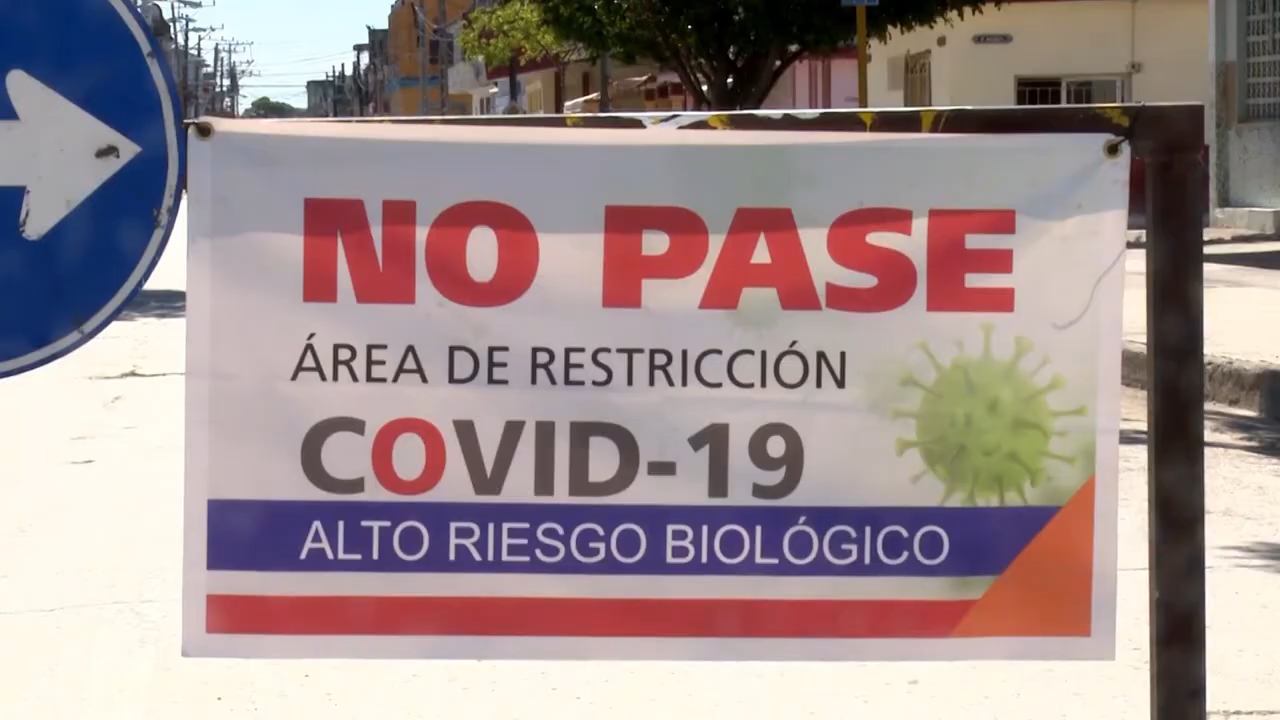 NO PASE
ÁREA DE RESTRICCIÓN
COVID-19
ALTO RIESGO BIOLÓGICO